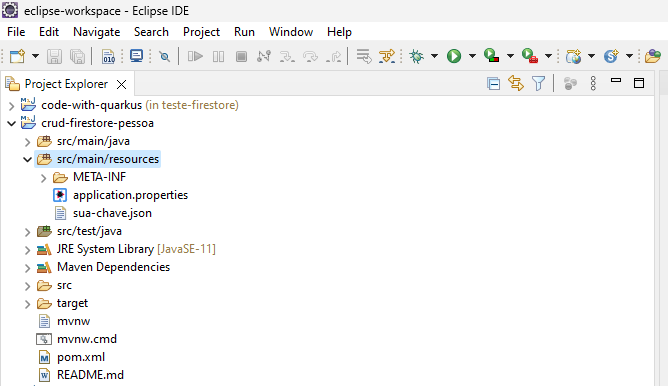 eclipse-workspace - Eclipse IDE
File Edit Navigate Search Project Run Window Help
010
Project Explorer
code-with-quarkus (in teste-firestore)
crud-firestore-pessoa
src/main/java
src/main/resources
META-INF
application.properties
sua-chave.json
src/test/java
JRE System Library [JavaSE-11]
Maven Dependencies
src
target
mvnw
mvnw.cmd
pom.xml
README.md